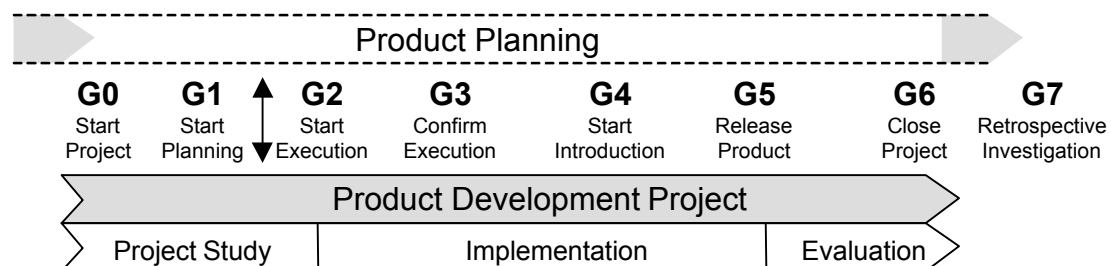 Product Planning
G0 G1 G2 G3 G4 G5 G6 G7
Start Start Start Confirm Start Release Close Retrospective
Project Planning Execution Execution Introduction Product Project Investigation
Product Development Project
Project Study Implementation Evaluation